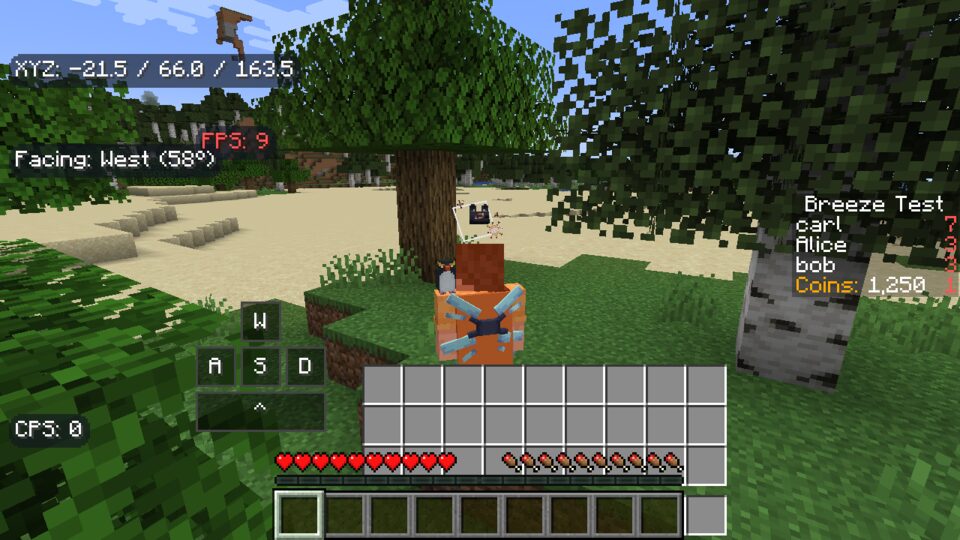 XYZ: -21.5 / 66.0 / 163.5
FPS: 9
Facing: West (58°)
Breeze Test
carl 7
Alice 3
bob 3
Coins: 1,250 1
W
A S D
^
CPS: 0